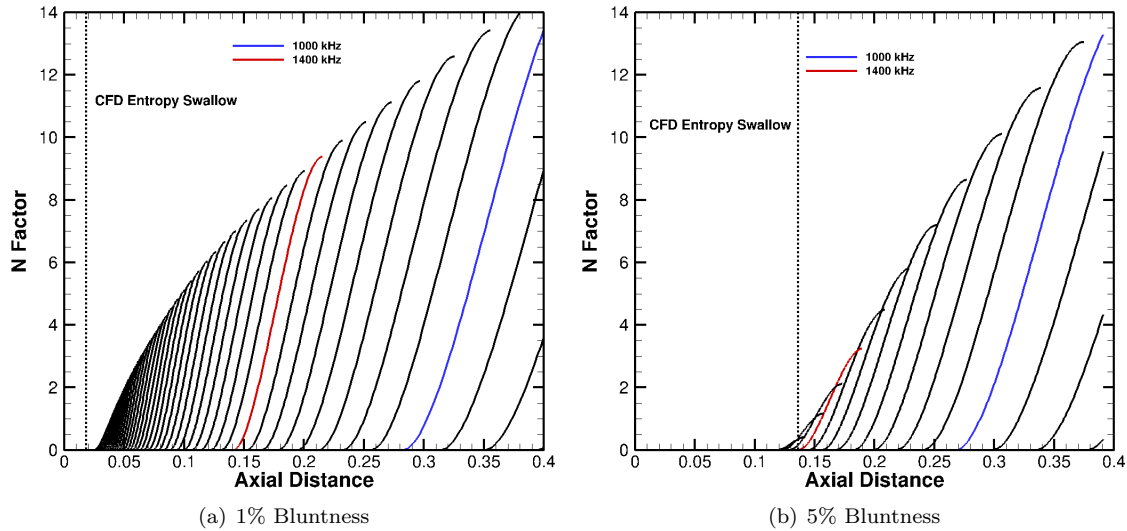 14
12
10
8
6
4
2
0
N Factor
1000 kHz
1400 kHz
CFD Entropy Swallow
0 0.05 0.1 0.15 0.2 0.25 0.3 0.35 0.4
Axial Distance
(a) 1% Bluntness
14
12
10
8
6
4
2
0
N Factor
1000 kHz
1400 kHz
CFD Entropy Swallow
0 0.05 0.1 0.15 0.2 0.25 0.3 0.35 0.4
Axial Distance
(b) 5% Bluntness